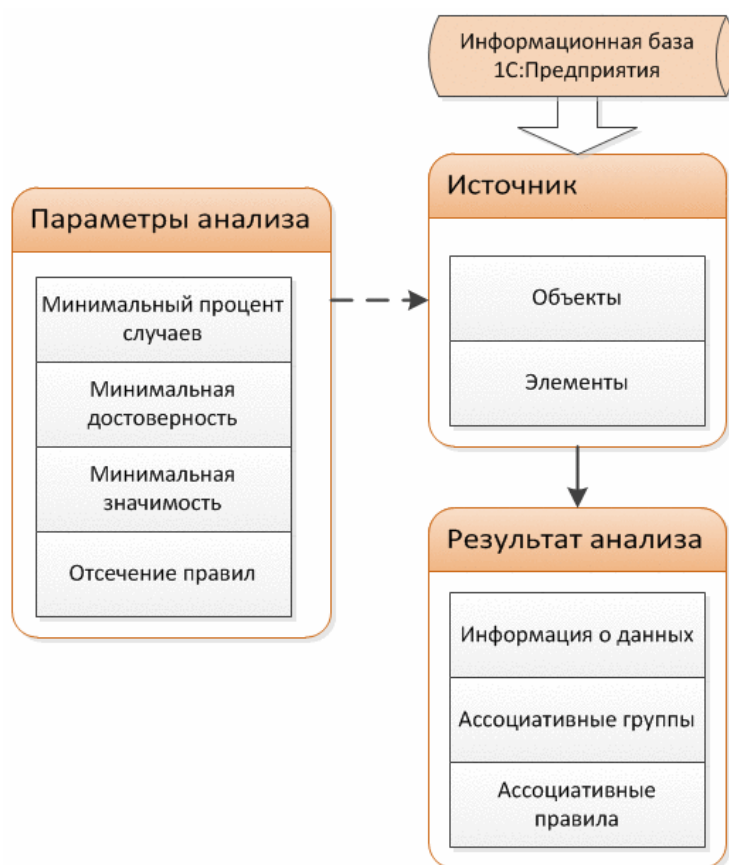 Информационная база
1С:Предприятия
Источник
Объекты
Элементы
Параметры анализа
Минимальный процент
случаев
Минимальная
достоверность
Минимальная
значимость
Отсечение правил
Результат анализа
Информация о данных
Ассоциативные группы
Ассоциативные
правила